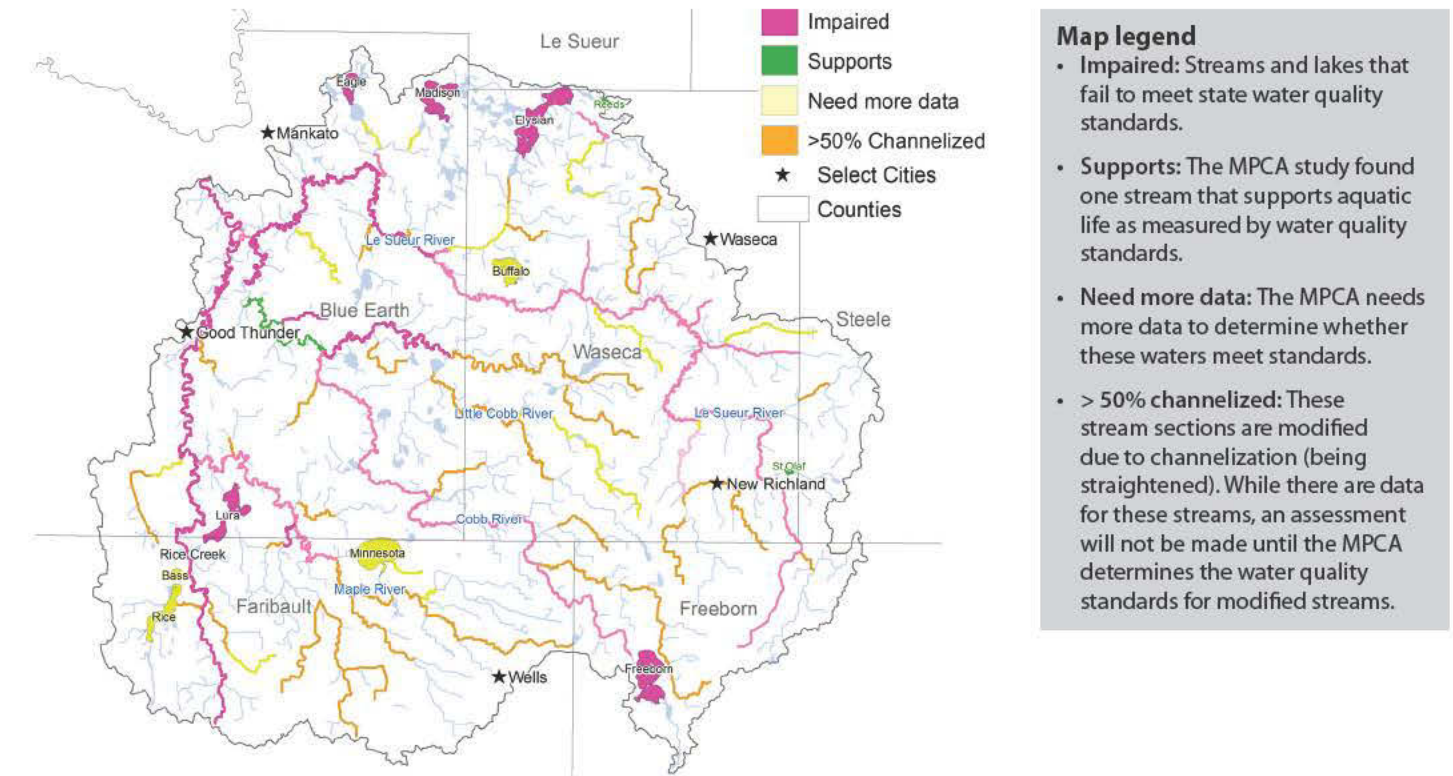 Impaired
Supports
Need more data
>50% Channelized
Select Cities
Counties
Le Sueur
Eagle
Madison
Reeds
Elysian
Mankato
Le Sueur River
Waseca
Buffalo
Blue Earth
Steele
Good Thunder
Waseca
Little Cobb River
Le Sueur River
St Olaf
New Richland
Lura
Cobb River
Rice Creek
Minnesota
Bass
Maple River
Rice
Faribault
Freeborn
Freeborn
Wells
Map legend
• Impaired: Streams and lakes that
fail to meet state water quality
standards.
• Supports: The MPCA study found
one stream that supports aquatic
life as measured by water quality
standards.
• Need more data: The MPCA needs
more data to determine whether
these waters meet standards.
• > 50% channelized: These
stream sections are modified
due to channelization (being
straightened). While there are data
for these streams, an assessment
will not be made until the MPCA
determines the water quality
standards for modified streams.